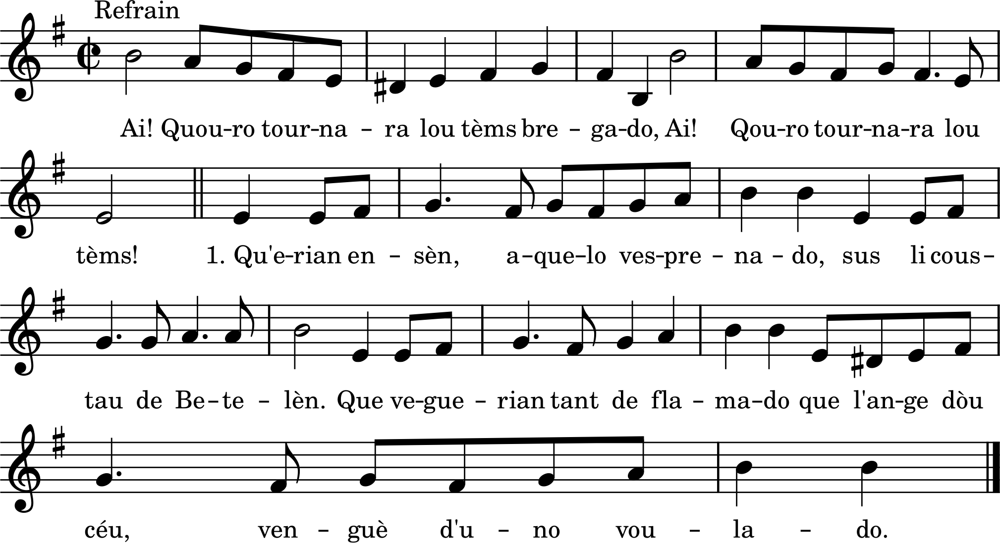 Refrain
Ai! Quou-ro tour-na - ra lou tèms bre - ga-do, Ai! Qou-ro tour-na-ra lou
tèms! 1. Qu'e-rian en - sèn, a-que-lo ves-pre - na - do, sus li cous-
tau de Be-te - lèn. Que ve-gue - rian tant de fla - ma-do que l'an-ge dòu
céu, ven - guè d'u - no vou - la - do.